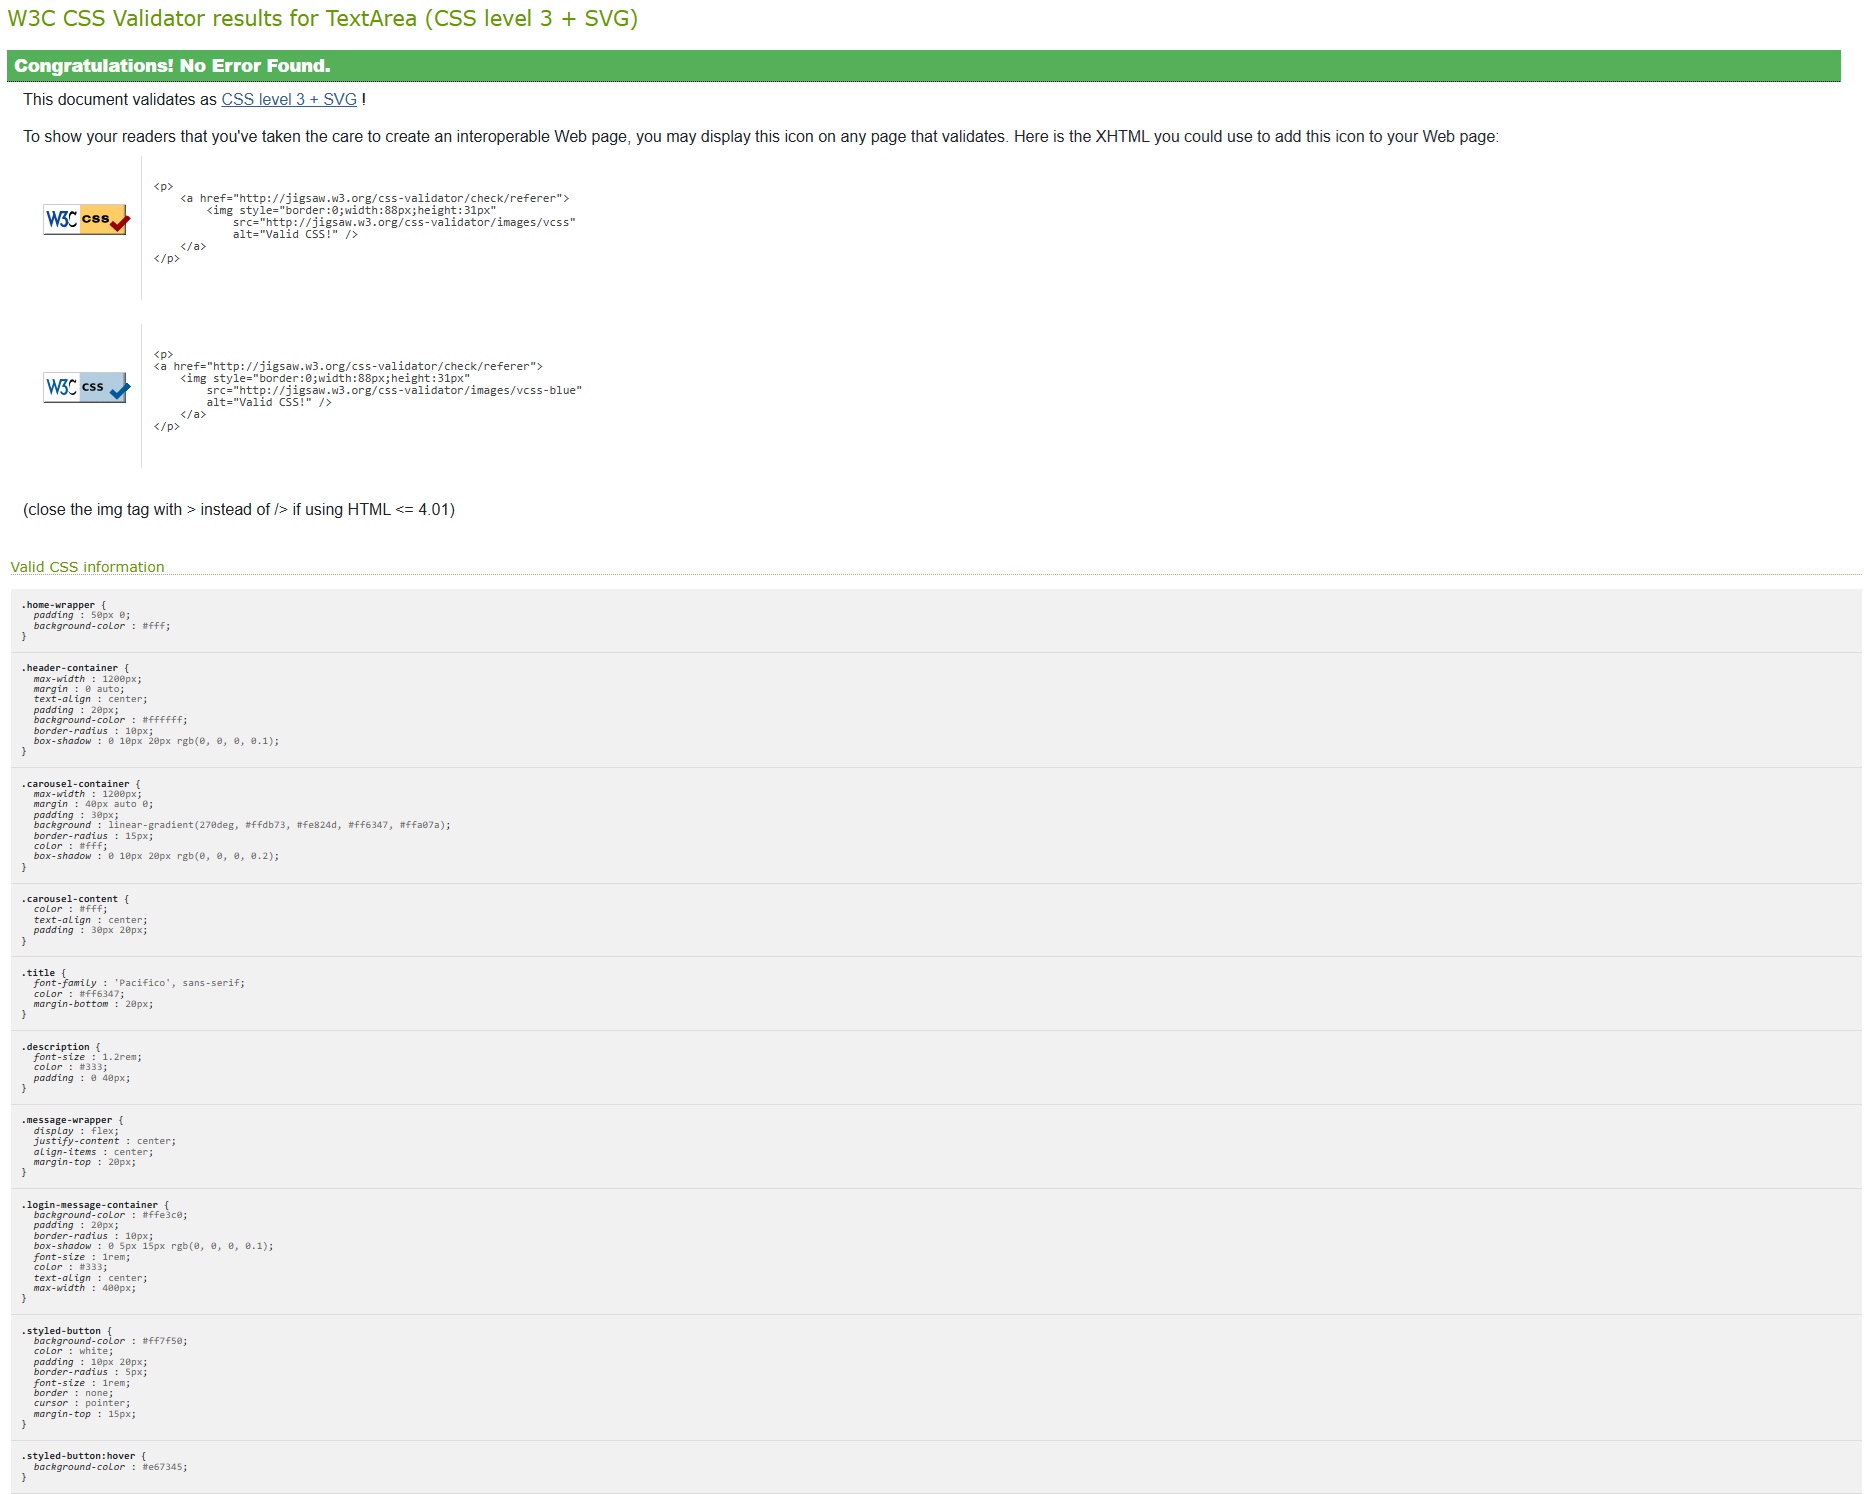 W3C CSS Validator results for TextArea (CSS level 3 + SVG)
Congratulations! No Error Found.
This document validates as CSS level 3 + SVG !
To show your readers that you've taken the care to create an interoperable Web page, you may display this icon on any page that validates. Here is the XHTML you could use to add this icon to your Web page:
W3C css
<p>
    <a href="http://jigsaw.w3.org/css-validator/check/referer">
        <img style="border:0;width:88px;height:31px"
            src="http://jigsaw.w3.org/css-validator/images/vcss"
            alt="Valid CSS!" />
    </a>
</p>
W3C css
<p>
<a href="http://jigsaw.w3.org/css-validator/check/referer">
    <img style="border:0;width:88px;height:31px"
        src="http://jigsaw.w3.org/css-validator/images/vcss-blue"
        alt="Valid CSS!" />
    </a>
</p>
(close the img tag with > instead of /> if using HTML <= 4.01)
Valid CSS information
.home-wrapper {
  padding : 50px 0;
  background-color : #fff;
}
.header-container {
  max-width : 1200px;
  margin : 0 auto;
  text-align : center;
  padding : 20px;
  background-color : #ffffff;
  border-radius : 10px;
  box-shadow : 0 10px 20px rgb(0, 0, 0, 0.1);
}
.carousel-container {
  max-width : 1200px;
  margin : 40px auto 0;
  padding : 30px;
  background : linear-gradient(270deg, #ffdb73, #fe824d, #ff6347, #ffa07a);
  border-radius : 15px;
  color : #fff;
  box-shadow : 0 10px 20px rgb(0, 0, 0, 0.2);
}
.carousel-content {
  color : #fff;
  text-align : center;
  padding : 30px 20px;
}
.title {
  font-family : 'Pacifico', sans-serif;
  color : #ff6347;
  margin-bottom : 20px;
}
.description {
  font-size : 1.2rem;
  color : #333;
  padding : 0 40px;
}
.message-wrapper {
  display : flex;
  justify-content : center;
  align-items : center;
  margin-top : 20px;
}
.login-message-container {
  background-color : #ffe3c0;
  padding : 20px;
  border-radius : 10px;
  box-shadow : 0 5px 15px rgb(0, 0, 0, 0.1);
  font-size : 1rem;
  color : #333;
  text-align : center;
  max-width : 400px;
}
.styled-button {
  background-color : #ff7f50;
  color : white;
  padding : 10px 20px;
  border-radius : 5px;
  font-size : 1rem;
  border : none;
  cursor : pointer;
  margin-top : 15px;
}
.styled-button:hover {
  background-color : #e67345;
}